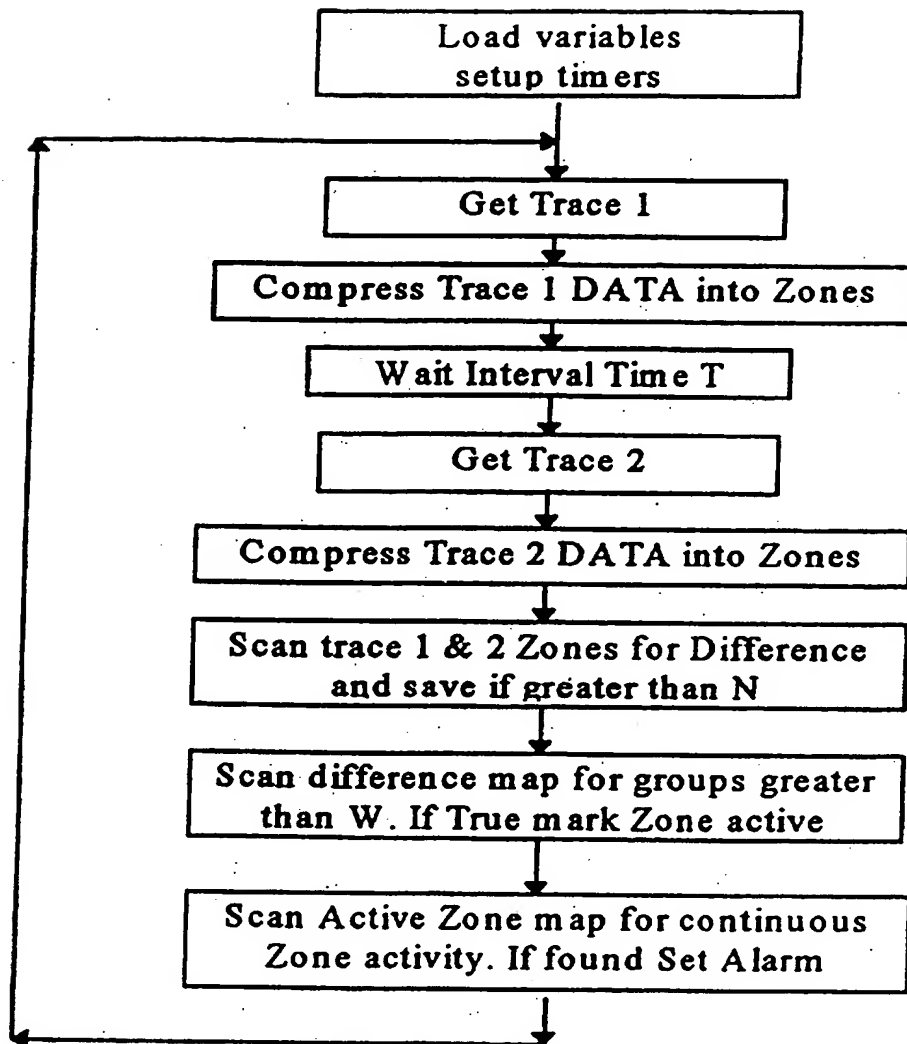 Load variables
setup timers
Get Trace 1
Compress Trace 1 DATA into Zones
Wait Interval Time T
Get Trace 2
Compress Trace 2 DATA into Zones
Scan trace 1 & 2 Zones for Difference
and save if greater than N
Scan difference map for groups greater
than W. If True mark Zone active
Scan Active Zone map for continuous
Zone activity. If found Set Alarm